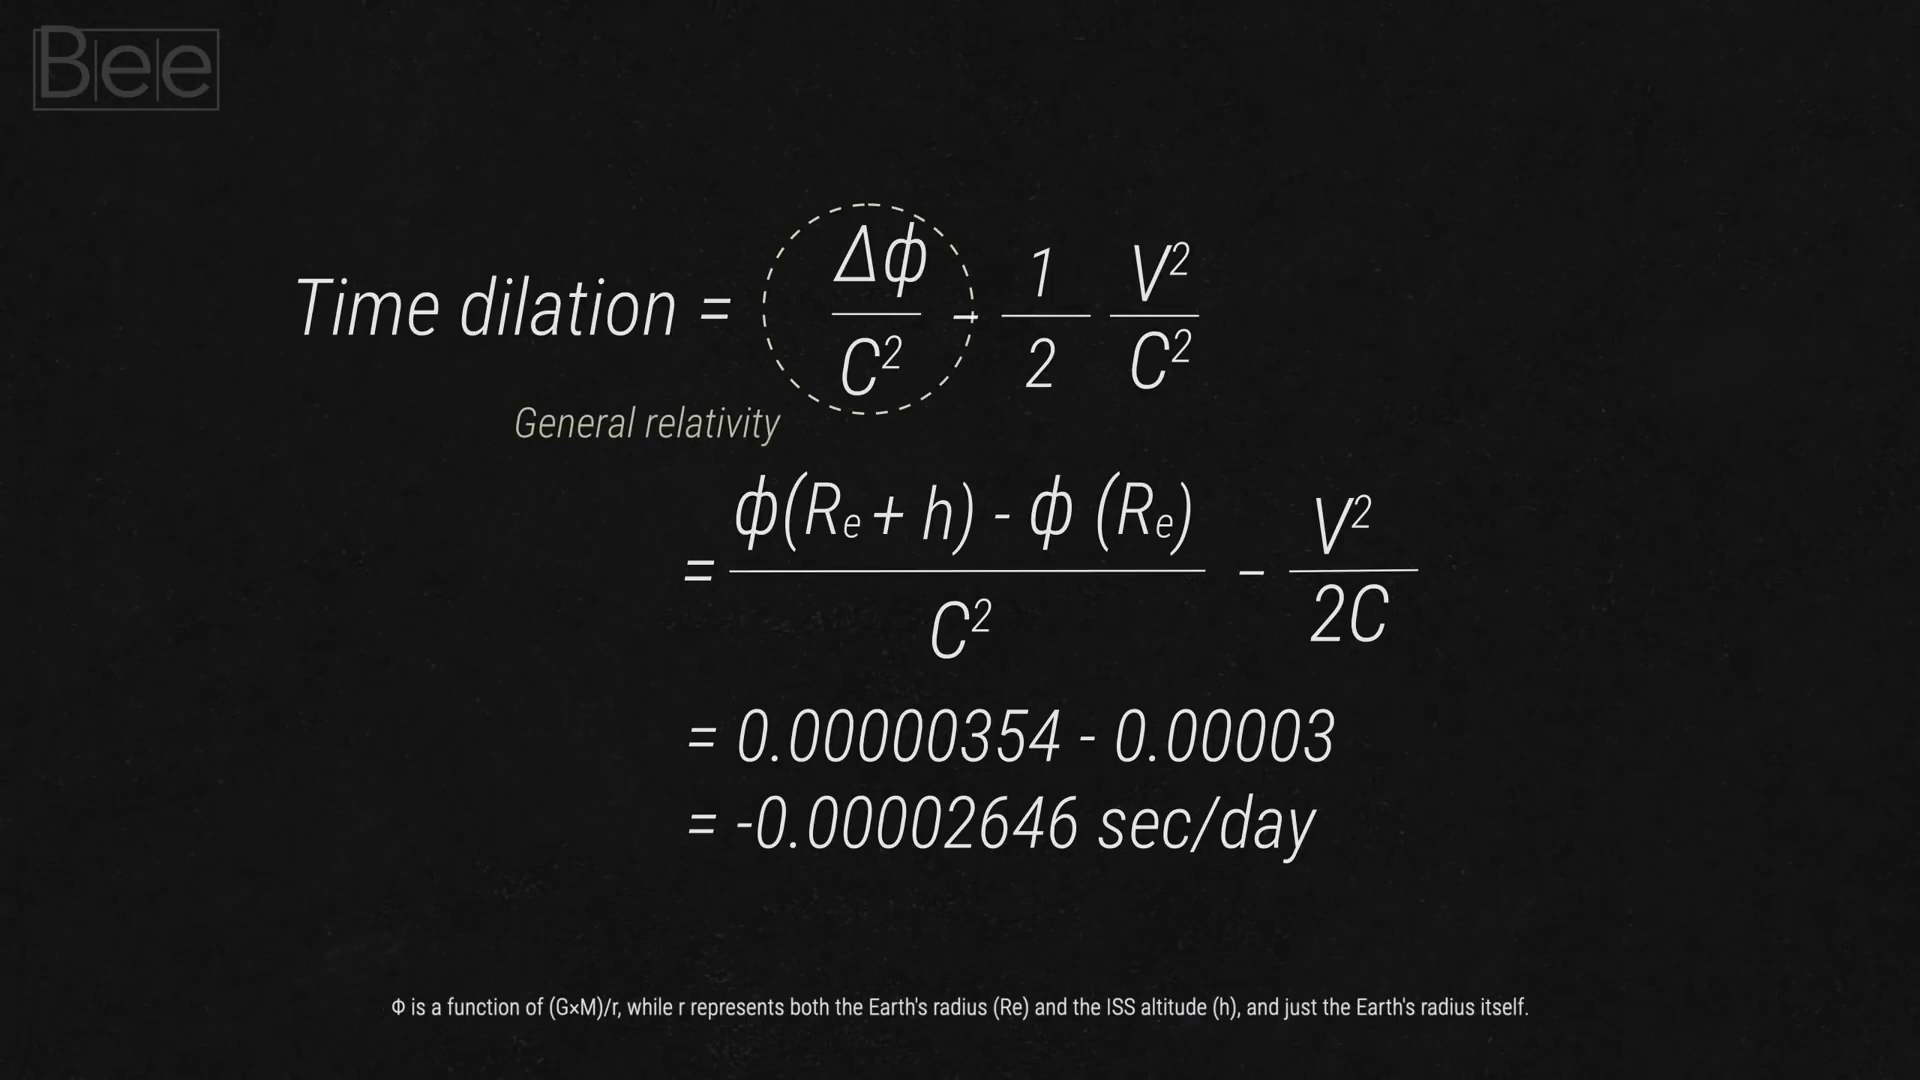 Bee
Time dilation = Δϕ/C² - 1/2 V²/C²
General relativity
= ϕ(Re + h) - ϕ (Re)/C² - V²/2C
= 0.00000354 - 0.00003
= -0.00002646 sec/day
Φ is a function of (G×M)/r, while r represents both the Earth's radius (Re) and the ISS altitude (h), and just the Earth's radius itself.